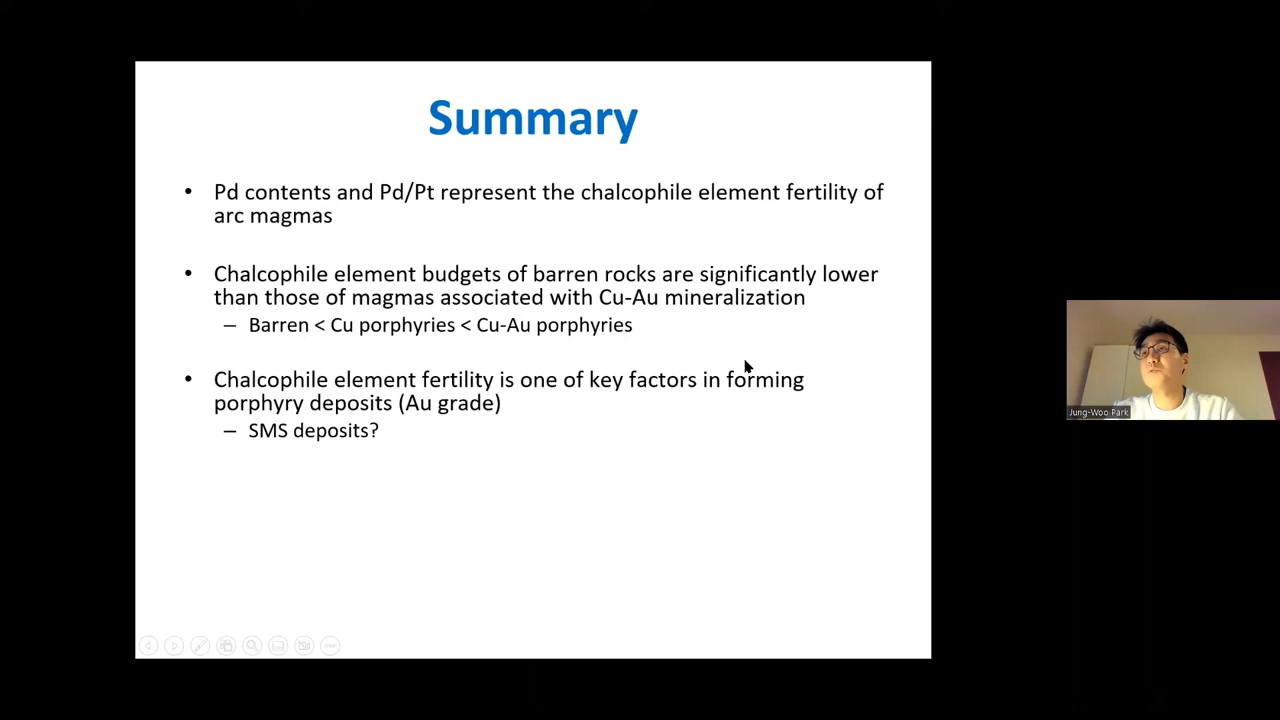 Summary
• Pd contents and Pd/Pt represent the chalcophile element fertility of
arc magmas
• Chalcophile element budgets of barren rocks are significantly lower
than those of magmas associated with Cu-Au mineralization
– Barren < Cu porphyries < Cu-Au porphyries
• Chalcophile element fertility is one of key factors in forming
porphyry deposits (Au grade)
– SMS deposits?
Jung-Woo Park